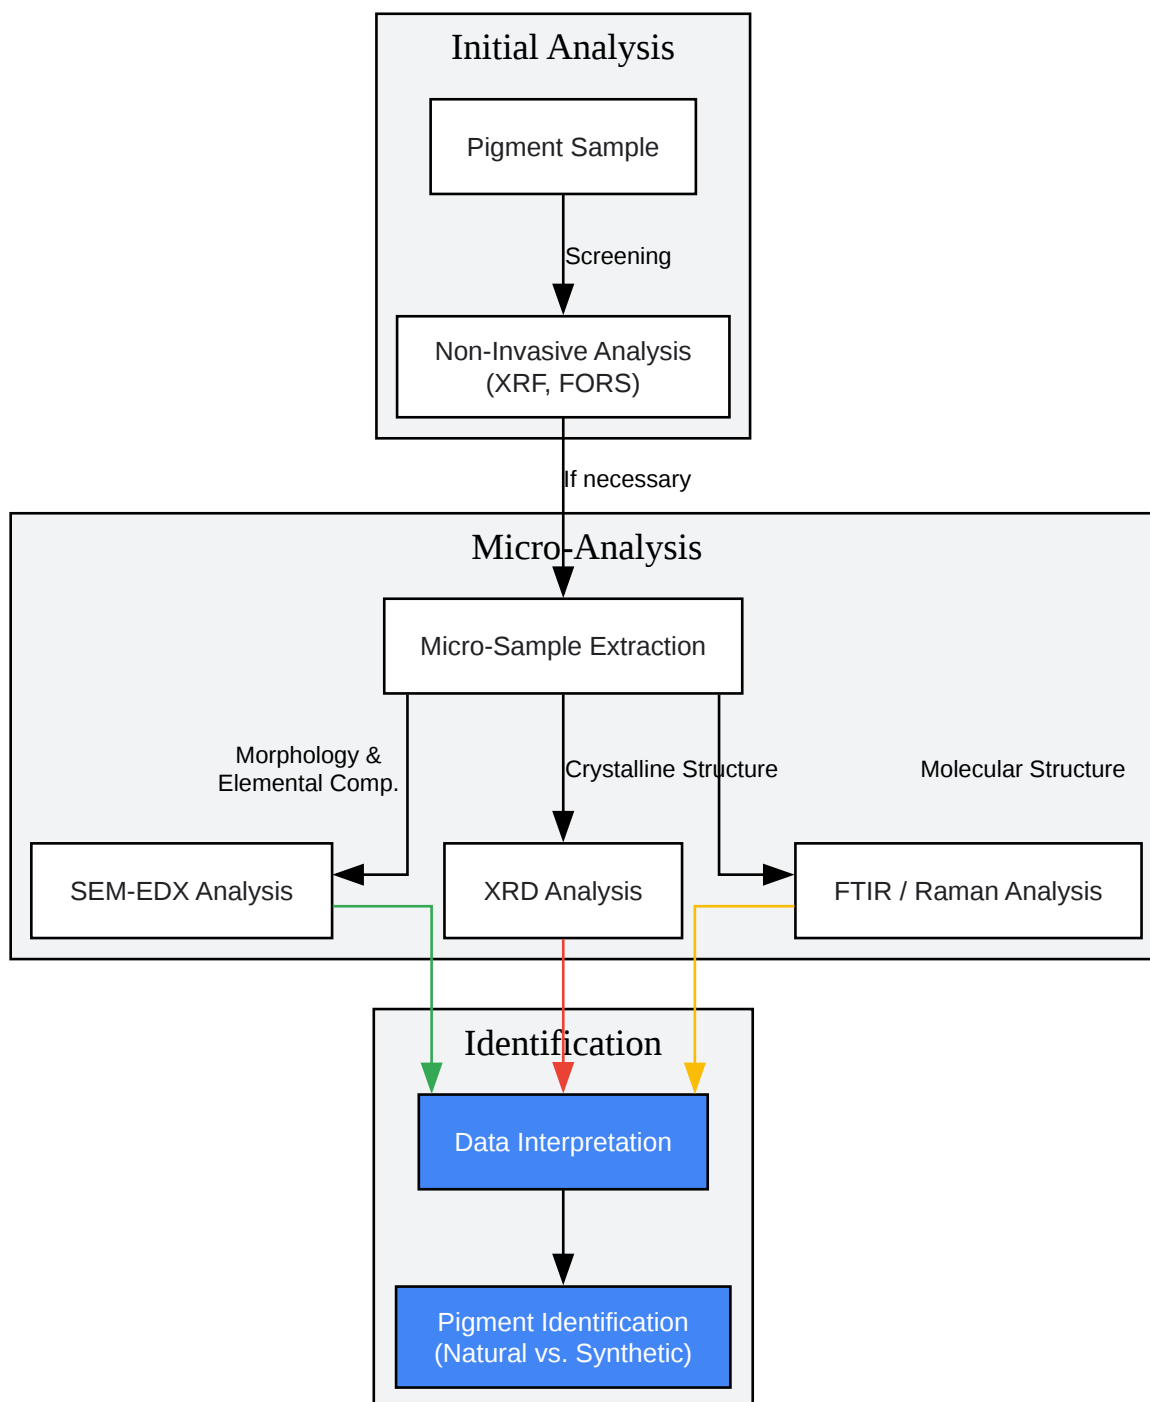 Initial Analysis
Pigment Sample
Screening
Non-Invasive Analysis
(XRF, FORS)
If necessary
Micro-Analysis
Micro-Sample Extraction
Morphology &
Elemental Comp.
Crystalline Structure
Molecular Structure
SEM-EDX Analysis
XRD Analysis
FTIR / Raman Analysis
Identification
Data Interpretation
Pigment Identification
(Natural vs. Synthetic)